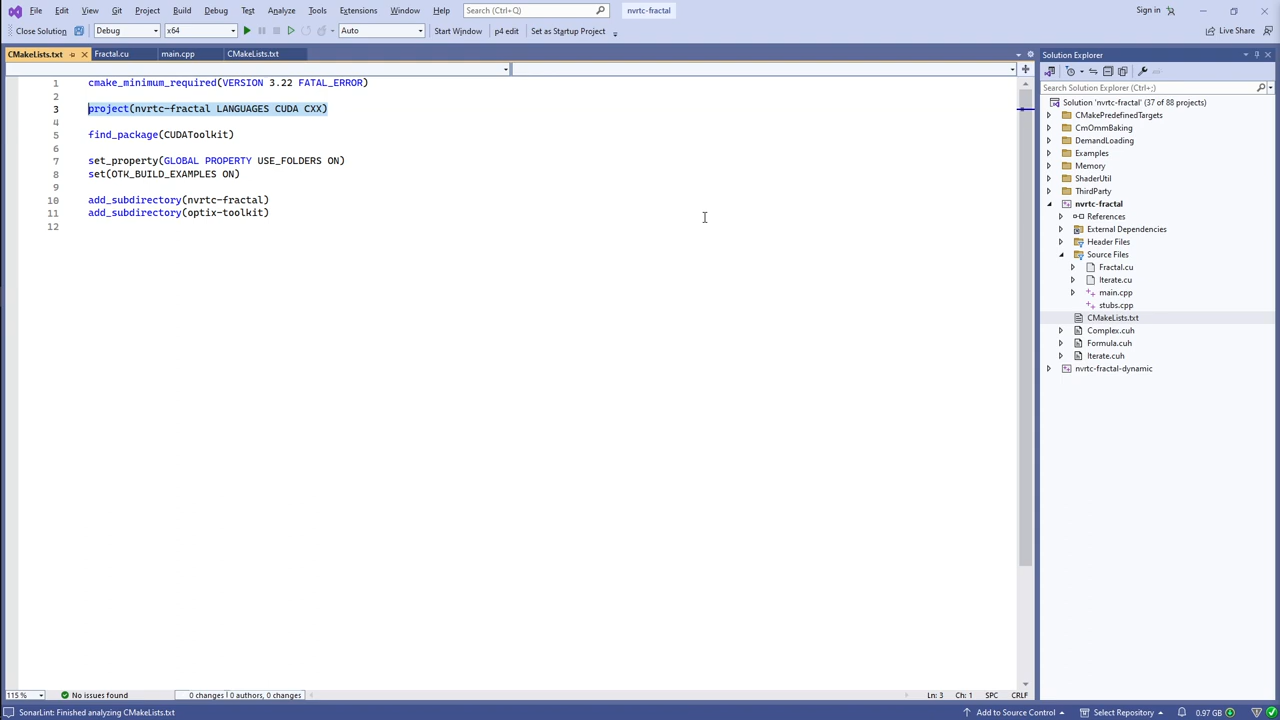 File Edit View Git Project Build Debug Test Analyze Tools Extensions Window Help Search (Ctrl+Q) nvrtc-fractal Sign in
Close Solution Debug x64 No Issues Auto Start Window p4 edit Set as Startup Project Live Share
CMakeLists.txt Fractal.cu main.cpp CMakeLists.txt
1 cmake_minimum_required(VERSION 3.22 FATAL_ERROR)
2
3 project(nvrtc-fractal LANGUAGES CUDA CXX)
4
5 find_package(CUDAToolkit)
6
7 set_property(GLOBAL PROPERTY USE_FOLDERS ON)
8 set(OTK_BUILD_EXAMPLES ON)
9
10 add_subdirectory(nvrtc-fractal)
11 add_subdirectory(optix-toolkit)
12
115 % No issues found 0 changes | 0 authors, 0 changes Ln: 3 Ch: 1 SPC CRLF
Solution Explorer
Search Solution Explorer (Ctrl+;)
Solution 'nvrtc-fractal' (37 of 88 projects)
CMakePredefinedTargets
CmOmmBaking
DemandLoading
Examples
Memory
ShaderUtil
ThirdParty
nvrtc-fractal
References
External Dependencies
Header Files
Source Files
Fractal.cu
Iterate.cu
main.cpp
stubs.cpp
CMakeLists.txt
Complex.cuh
Formula.cuh
Iterate.cuh
nvrtc-fractal-dynamic
SonarLint: Finished analyzing CMakeLists.txt Add to Source Control Select Repository 0.97 GB